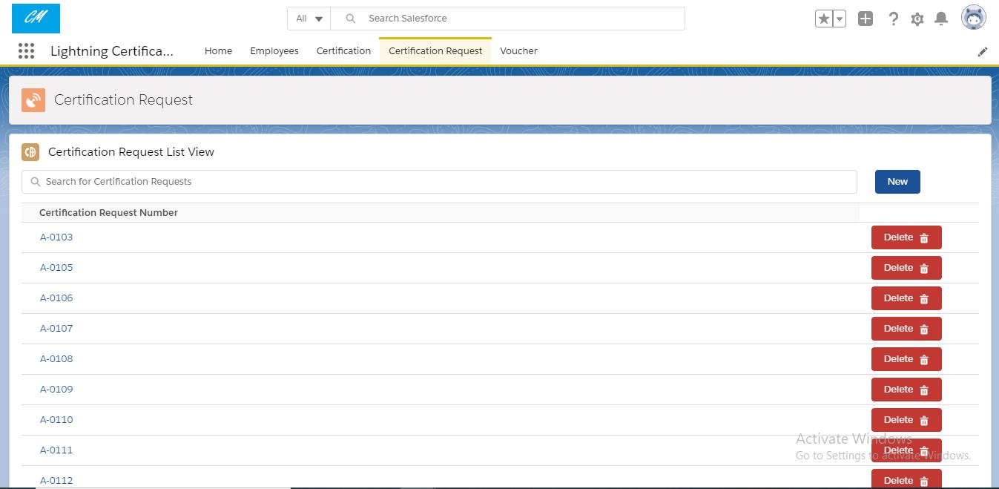 CM
All
Search Salesforce
Lightning Certifica...
Home
Employees
Certification
Certification Request
Voucher
Certification Request
Certification Request List View
Search for Certification Requests
New
Certification Request Number
A-0103
Delete
A-0105
Delete
A-0106
Delete
A-0107
Delete
A-0108
Delete
A-0109
Delete
A-0110
Delete
Activate Windows
A-0111
Delete
Go to Settings to activate Windows.
A-0112
Delete